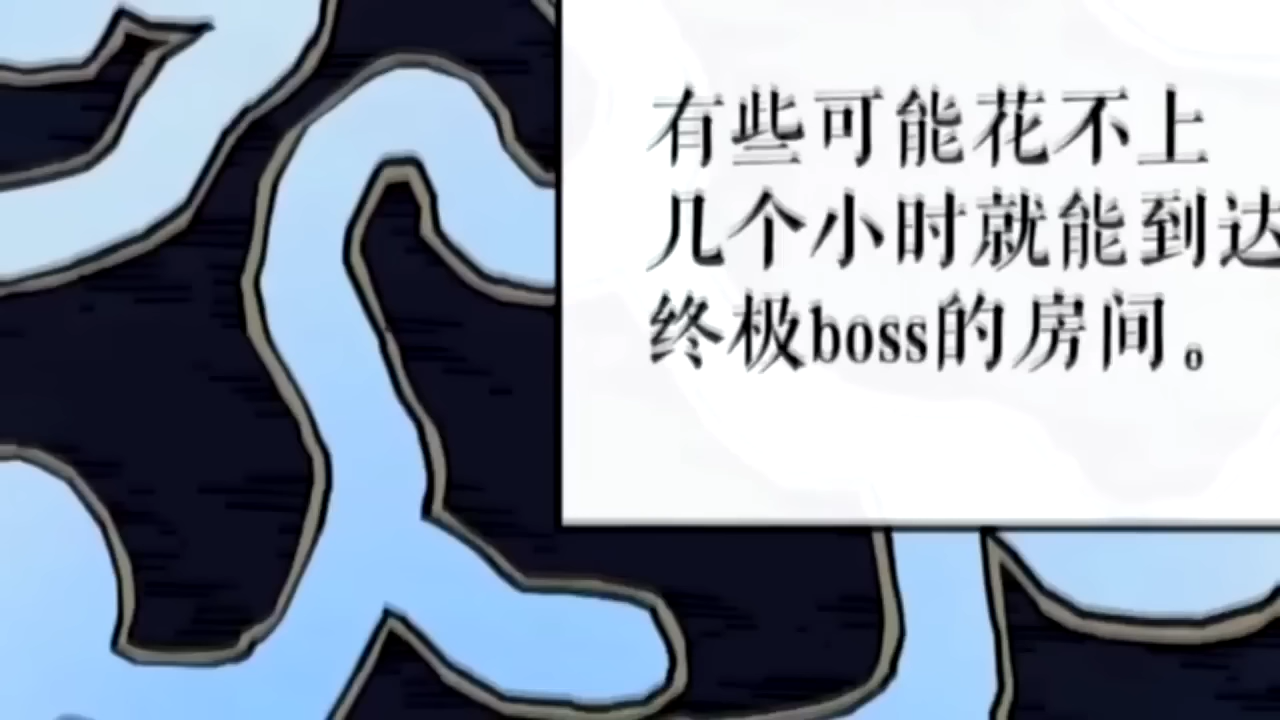 有些可能花不上
几个小时就能到达
终极boss的房间。